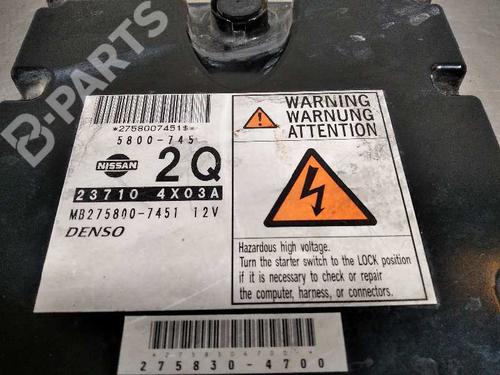 B-PARTS
*2758007451$*
5800-745
NISSAN
2Q
23710 4X03A
MB275800-7451 12V
DENSO
WARNING
WARNUNG
ATTENTION
Hazardous high voltage.
Turn the starter switch to the LOCK position
if it is necessary to check or repair
the computer, harness, or connectors.
275830-4700